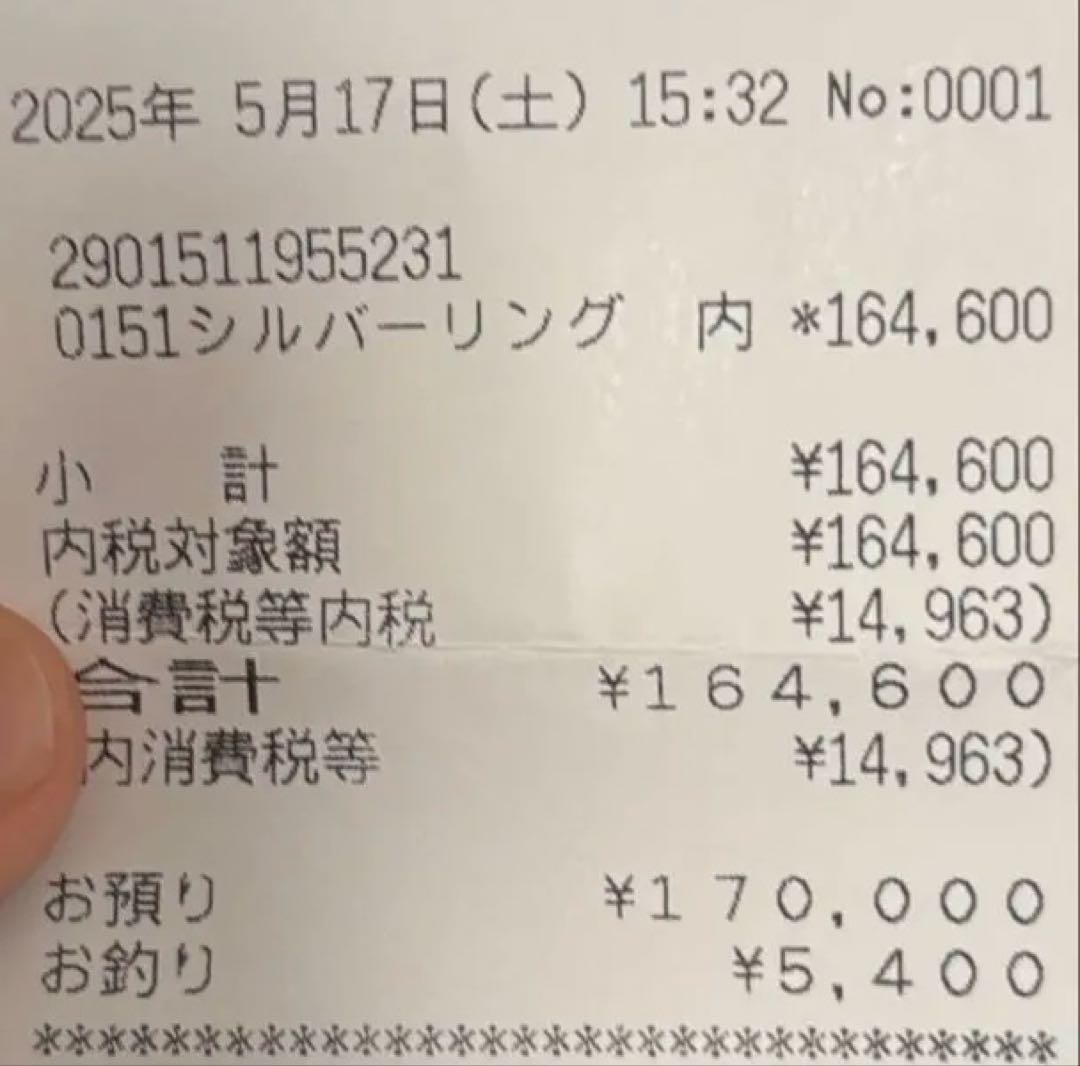 2025年 5月17日(土) 15:32 No:0001
2901511955231
0151シルバーリング 内 *164,600
小 計 ¥164,600
内税対象額 ¥164,600
(消費税等内税 ¥14,963)
合計 ¥164,600
内消費税等 ¥14,963)
お預り ¥170,000
お釣り ¥5,400
********************************